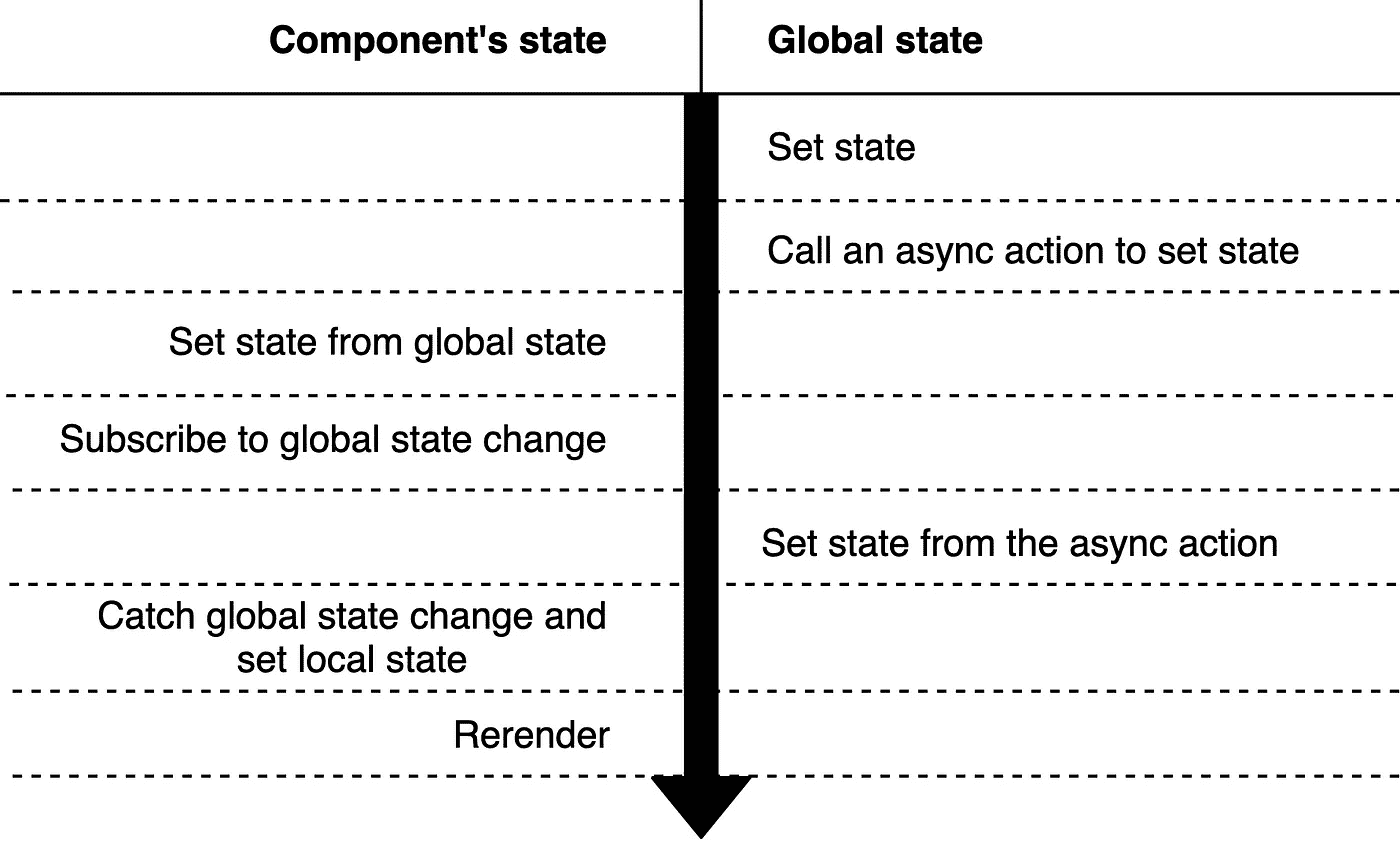 Component's state
Global state
Set state
Call an async action to set state
Set state from global state
Subscribe to global state change
Set state from the async action
Catch global state change and
set local state
Rerender